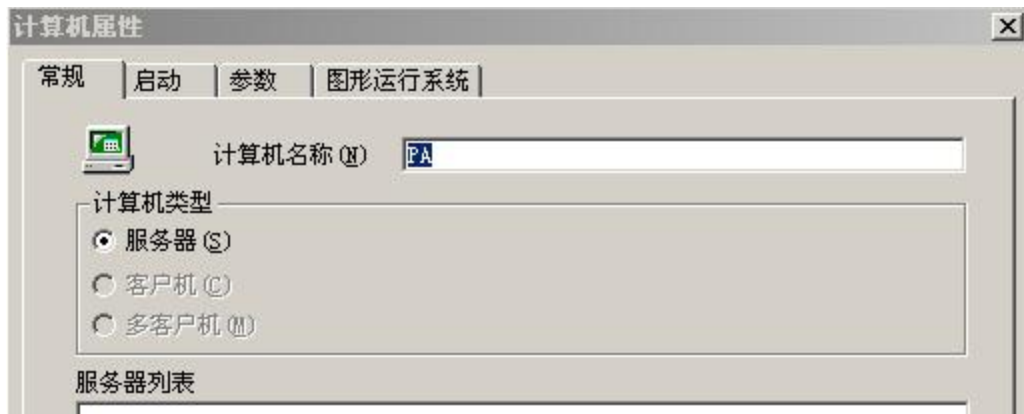 计算机属性
常规 启动 参数 图形运行系统
计算机名称(N) PA
计算机类型
服务器(S)
客户机(C)
多客户机(M)
服务器列表